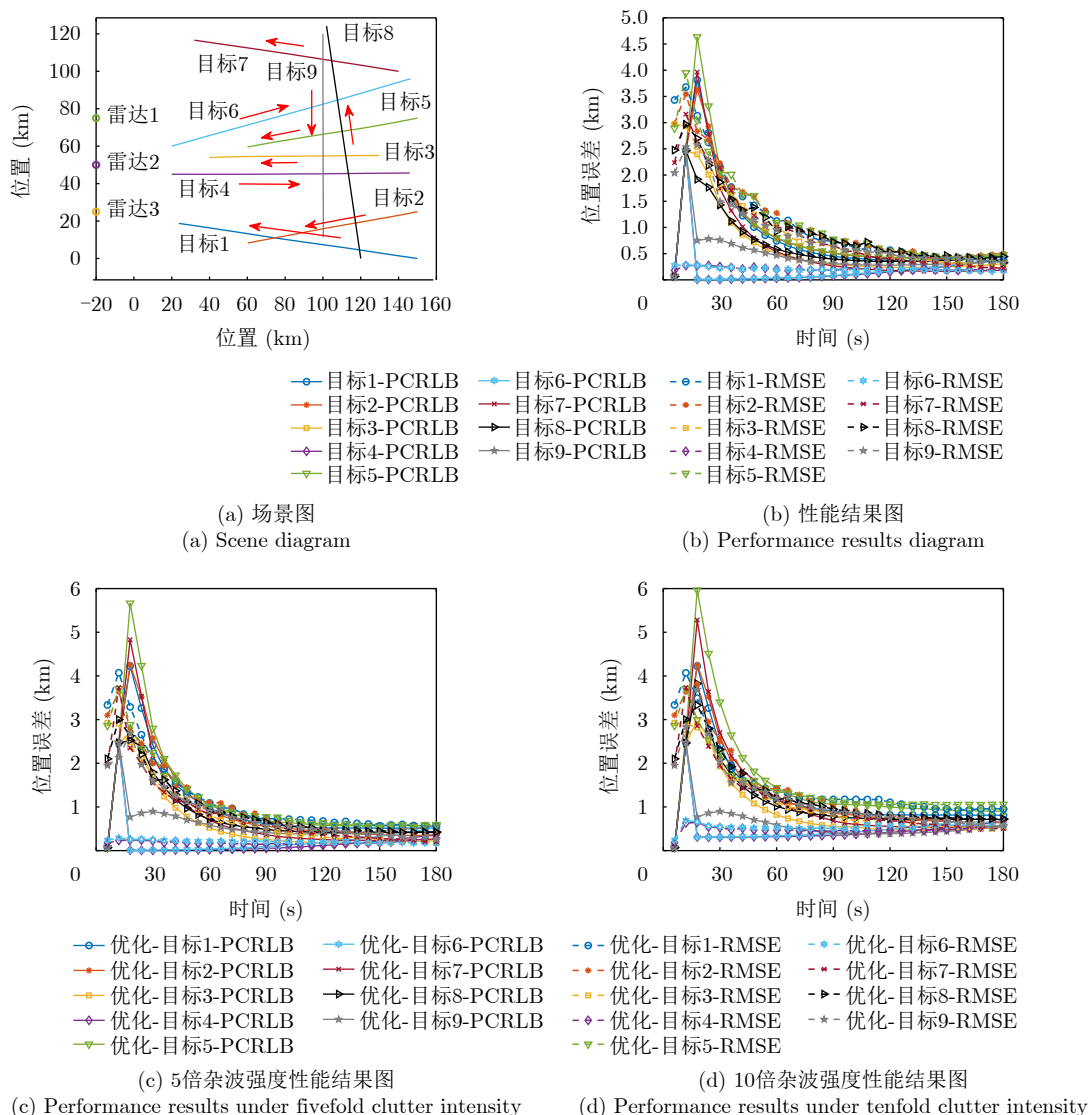 120
100
80
60
40
20
0
−20
0
20
40
60
80
100
120
140
160
位置 (km)
位置 (km)
雷达1
雷达2
雷达3
目标8
目标7
目标9
目标6
目标5
目标3
目标4
目标2
目标1
5.0
4.5
4.0
3.5
3.0
2.5
2.0
1.5
1.0
0.5
0
30
60
90
120
150
180
位置误差 (km)
时间 (s)
目标1-PCRLB
目标2-PCRLB
目标3-PCRLB
目标4-PCRLB
目标5-PCRLB
目标6-PCRLB
目标7-PCRLB
目标8-PCRLB
目标9-PCRLB
目标1-RMSE
目标2-RMSE
目标3-RMSE
目标4-RMSE
目标5-RMSE
目标6-RMSE
目标7-RMSE
目标8-RMSE
目标9-RMSE
(a) 场景图
(a) Scene diagram
(b) 性能结果图
(b) Performance results diagram
6
5
4
3
2
1
0
30
60
90
120
150
180
位置误差 (km)
时间 (s)
6
5
4
3
2
1
0
30
60
90
120
150
180
位置误差 (km)
时间 (s)
优化-目标1-PCRLB
优化-目标2-PCRLB
优化-目标3-PCRLB
优化-目标4-PCRLB
优化-目标5-PCRLB
优化-目标6-PCRLB
优化-目标7-PCRLB
优化-目标8-PCRLB
优化-目标9-PCRLB
优化-目标1-RMSE
优化-目标2-RMSE
优化-目标3-RMSE
优化-目标4-RMSE
优化-目标5-RMSE
优化-目标6-RMSE
优化-目标7-RMSE
优化-目标8-RMSE
优化-目标9-RMSE
(c) 5倍杂波强度性能结果图
(c) Performance results under fivefold clutter intensity
(d) 10倍杂波强度性能结果图
(d) Performance results under tenfold clutter intensity